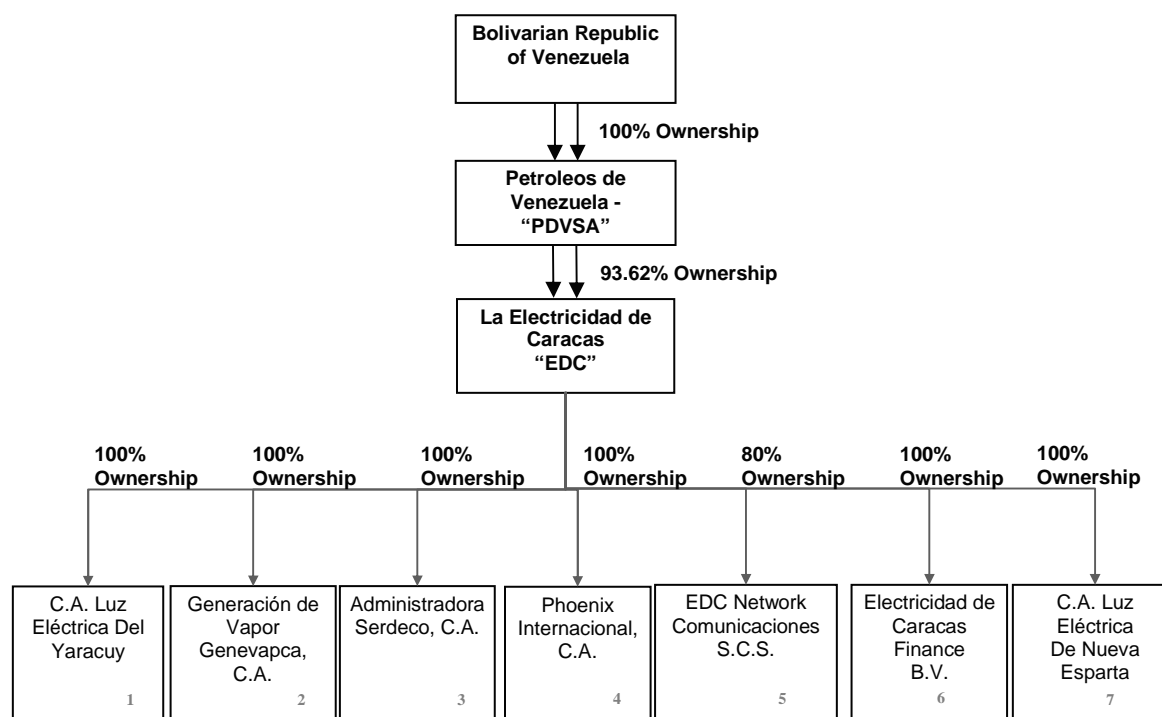 Bolivarian Republic
of Venezuela
100% Ownership
Petroleos de
Venezuela -
“PDVSA”
93.62% Ownership
La Electricidad de
Caracas
“EDC”
100%
Ownership
100%
Ownership
100%
Ownership
100%
Ownership
80%
Ownership
100%
Ownership
100%
Ownership
C.A. Luz
Eléctrica Del
Yaracuy
1
Generación de
Vapor
Genevapca,
C.A.
2
Administradora
Serdeco, C.A.
3
Phoenix
Internacional,
C.A.
4
EDC Network
Comunicaciones
S.C.S.
5
Electricidad de
Caracas
Finance
B.V.
6
C.A. Luz
Eléctrica
De Nueva
Esparta
7